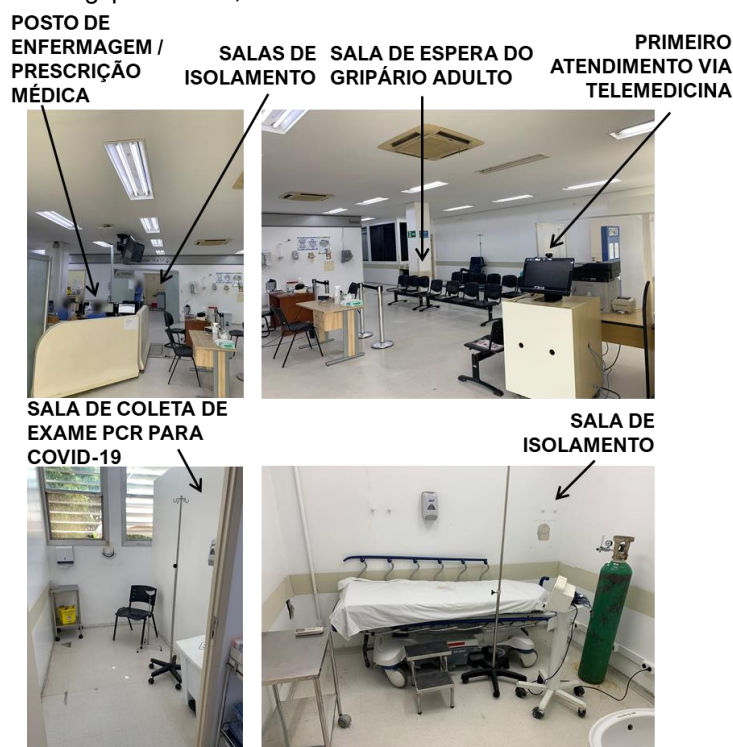 POSTO DE
ENFERMAGEM /
PRESCRIÇÃO
MÉDICA
SALAS DE
ISOLAMENTO
SALA DE ESPERA DO
GRIPÁRIO ADULTO
PRIMEIRO
ATENDIMENTO VIA
TELEMEDICINA
SALA DE COLETA DE
EXAME PCR PARA
COVID-19
SALA DE
ISOLAMENTO